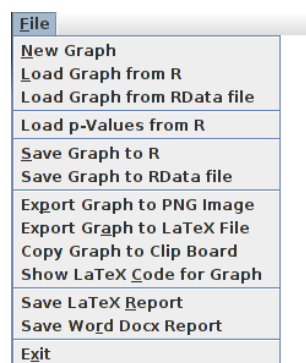 File
New Graph
Load Graph from R
Load Graph from RData file
Load p-Values from R
Save Graph to R
Save Graph to RData file
Export Graph to PNG Image
Export Graph to LaTeX File
Copy Graph to Clip Board
Show LaTeX Code for Graph
Save LaTeX Report
Save Word Docx Report
Exit